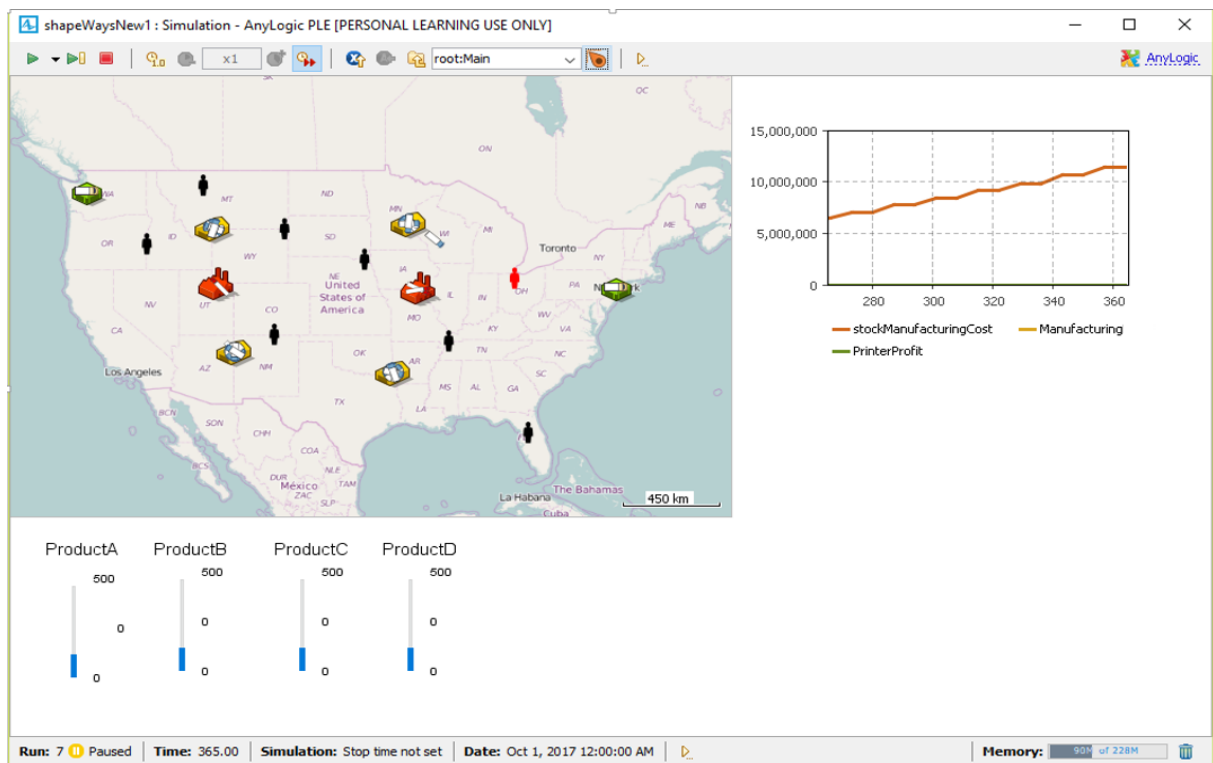 shapeWaysNew1 : Simulation - AnyLogic PLE [PERSONAL LEARNING USE ONLY]
x1 root:Main AnyLogic
QC
ON
WA MT ND MN NB
OR ID SD WI MI ME
Toronto
WY NY
NE IA
United
States of
America
NV UT CO IL IN OH PA
MO WV
CA KY VA
OK TN NC
Los Angeles AZ NM AR SC
MS AL GA
TX LA
BCN
SON CHH
COA
BCS NLE
DUR TAM
México
ZAC SLP
La Habana The Bahamas 450 km
Cuba
15,000,000
10,000,000
5,000,000
0
280 300 320 340 360
stockManufacturingCost Manufacturing
PrinterProfit
ProductA ProductB ProductC ProductD
500 500 500 500
0 0 0 0
0 0 0 0
Run: 7 Paused Time: 365.00 Simulation: Stop time not set Date: Oct 1, 2017 12:00:00 AM Memory: 90M of 228M